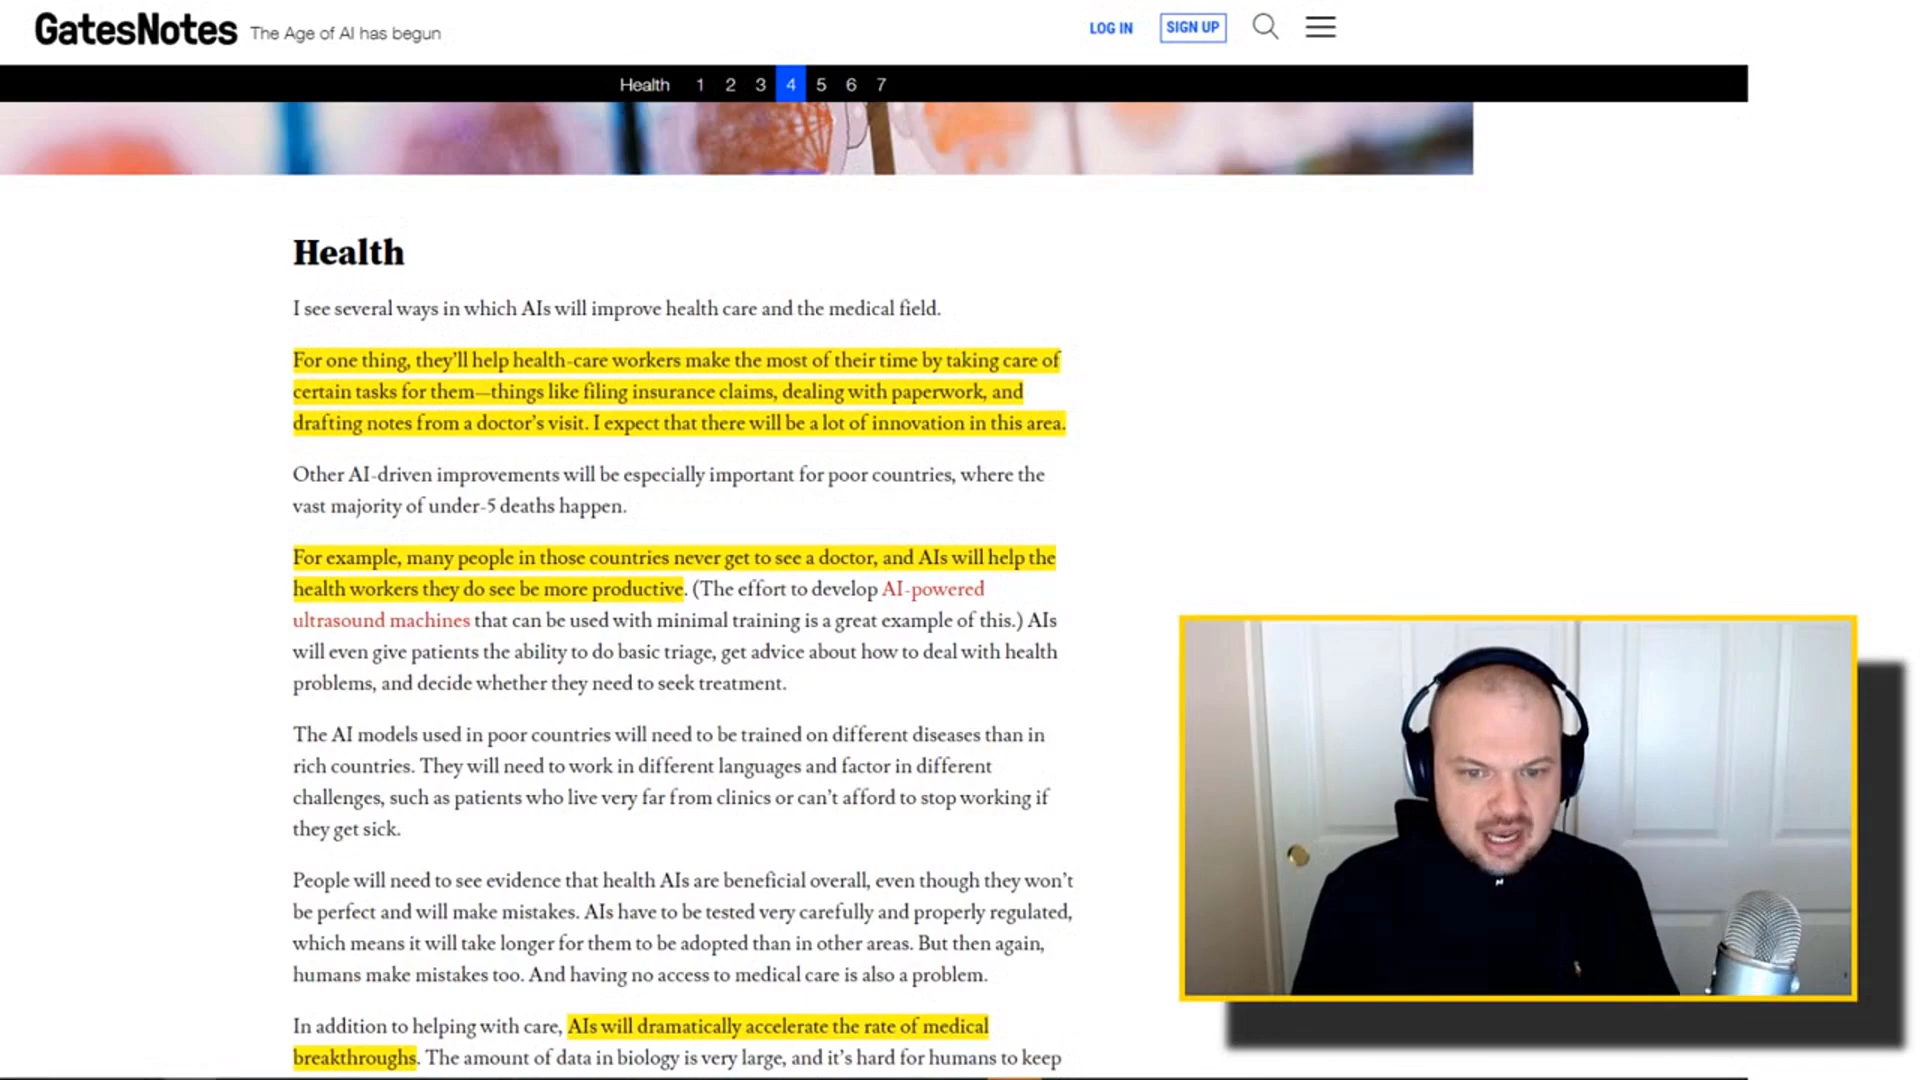 GatesNotes The Age of AI has begun LOG IN SIGN UP
Health 1 2 3 4 5 6 7
Health
I see several ways in which AIs will improve health care and the medical field.
For one thing, they’ll help health-care workers make the most of their time by taking care of
certain tasks for them—things like filing insurance claims, dealing with paperwork, and
drafting notes from a doctor’s visit. I expect that there will be a lot of innovation in this area.
Other AI-driven improvements will be especially important for poor countries, where the
vast majority of under-5 deaths happen.
For example, many people in those countries never get to see a doctor, and AIs will help the
health workers they do see be more productive. (The effort to develop AI-powered
ultrasound machines that can be used with minimal training is a great example of this.) AIs
will even give patients the ability to do basic triage, get advice about how to deal with health
problems, and decide whether they need to seek treatment.
The AI models used in poor countries will need to be trained on different diseases than in
rich countries. They will need to work in different languages and factor in different
challenges, such as patients who live very far from clinics or can’t afford to stop working if
they get sick.
People will need to see evidence that health AIs are beneficial overall, even though they won’t
be perfect and will make mistakes. AIs have to be tested very carefully and properly regulated,
which means it will take longer for them to be adopted than in other areas. But then again,
humans make mistakes too. And having no access to medical care is also a problem.
In addition to helping with care, AIs will dramatically accelerate the rate of medical
breakthroughs. The amount of data in biology is very large, and it’s hard for humans to keep